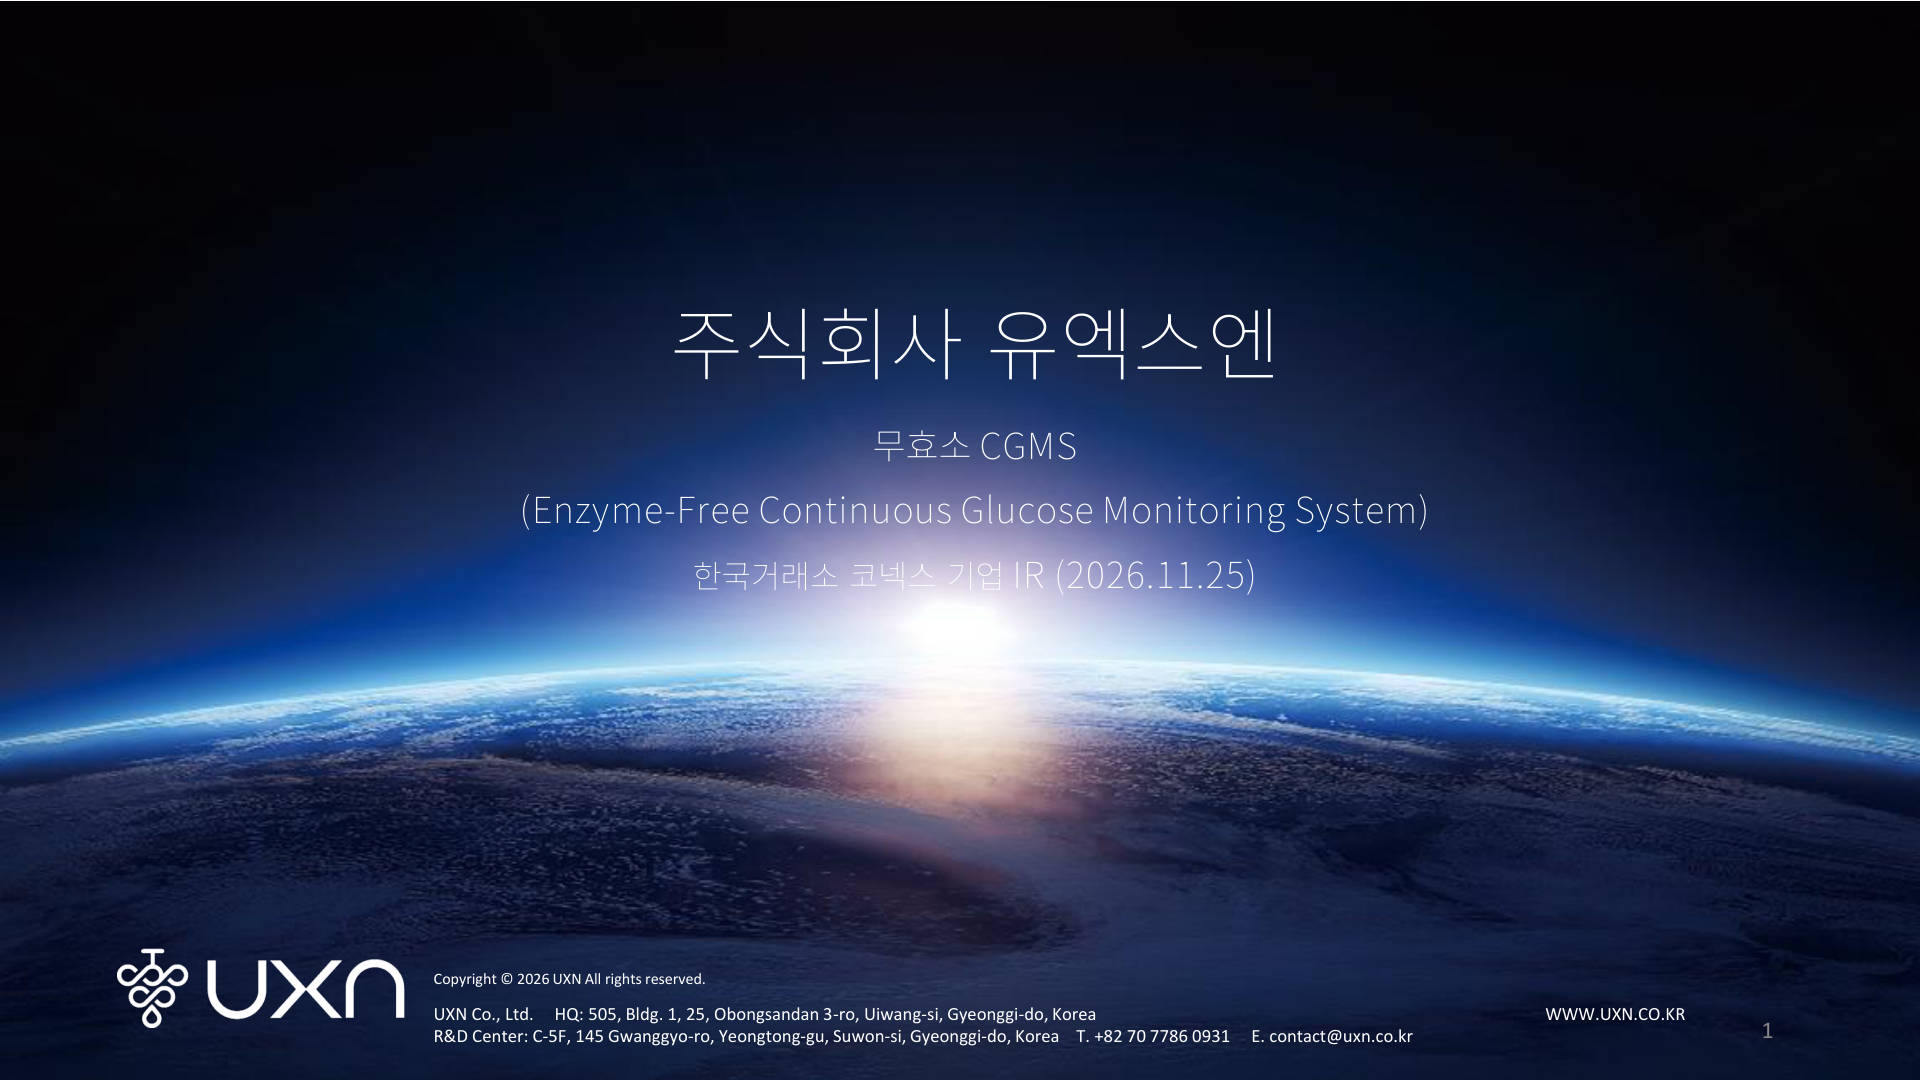 주식회사 유엑스엔
무효소 CGMS
(Enzyme-Free Continuous Glucose Monitoring System)
한국거래소 코넥스 기업 IR (2026.11.25)
UXN
Copyright © 2026 UXN All rights reserved.
UXN Co., Ltd. HQ: 505, Bldg. 1, 25, Obongsandan 3-ro, Uiwang-si, Gyeonggi-do, Korea
WWW.UXN.CO.KR
R&D Center: C-5F, 145 Gwanggyo-ro, Yeongtong-gu, Suwon-si, Gyeonggi-do, Korea T. +82 70 7786 0931 E. contact@uxn.co.kr
1